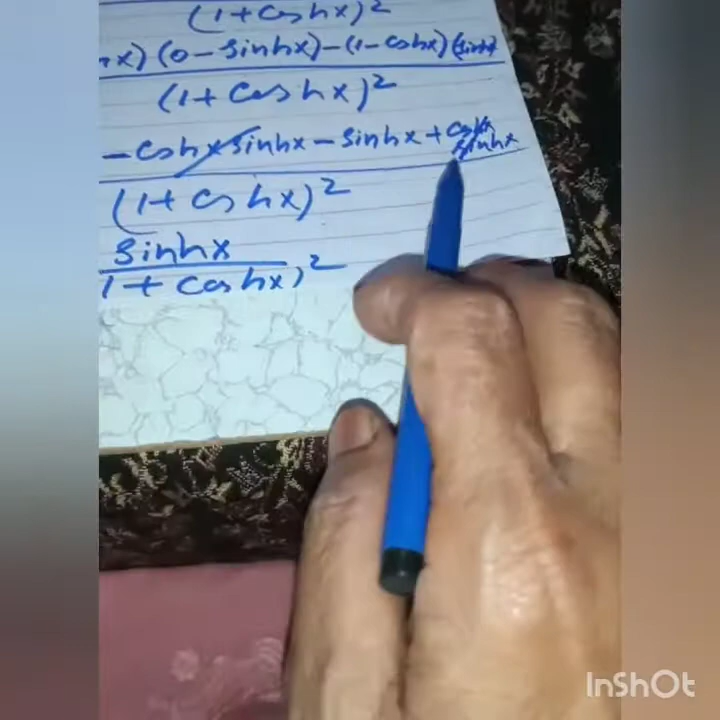 (1+coshx)²
nx) (0-sinhx)-(1-coshx) (sinhx)
(1+coshx)²
-coshx sinhx - sinhx + coshx sinhx
(1+coshx)²
sinhx
1+coshx)²
InShOt